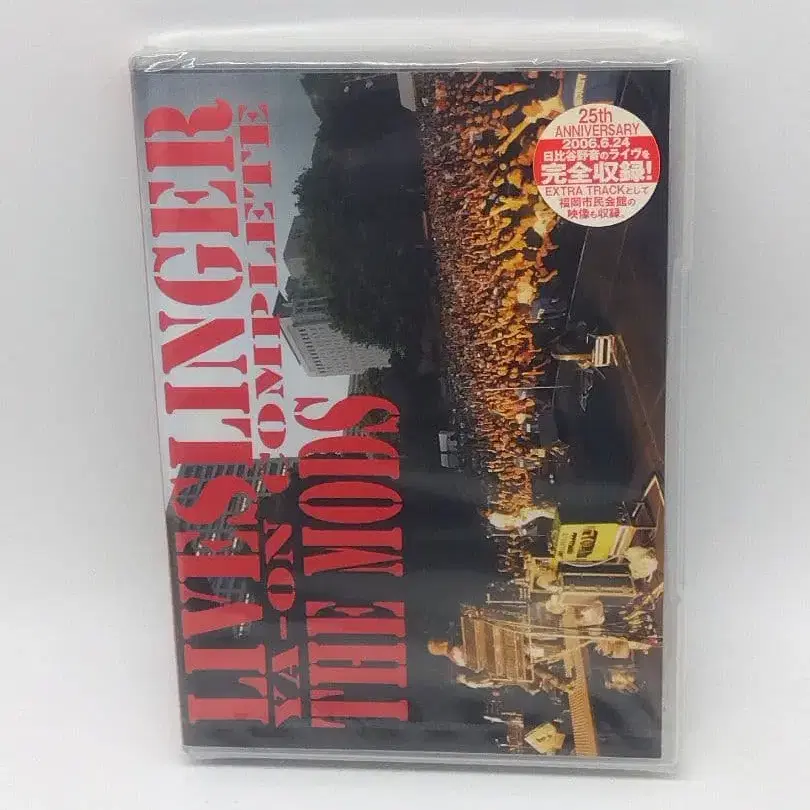 LIVESLINGER
YA-ON COMPLETE
THE MODS
25th
ANNIVERSARY
2006.6.24
日比谷野音のライヴを
完全収録!
EXTRA TRACKとして
福岡市民会館の
映像も収録。